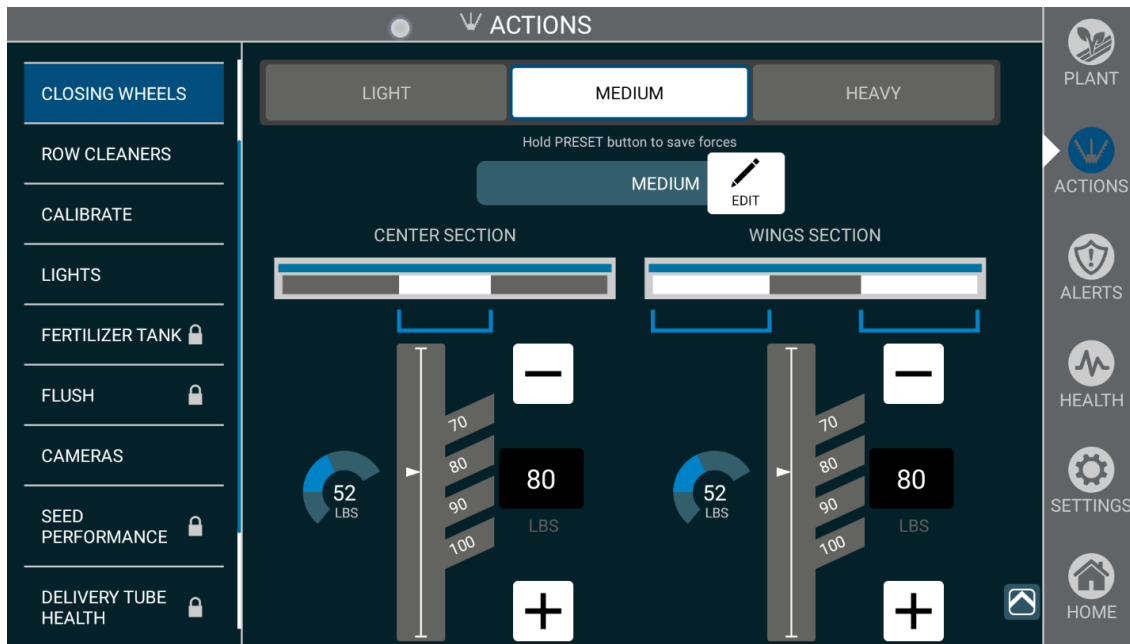 ACTIONS
CLOSING WHEELS
ROW CLEANERS
CALIBRATE
LIGHTS
FERTILIZER TANK
FLUSH
CAMERAS
SEED
PERFORMANCE
DELIVERY TUBE
HEALTH
LIGHT
MEDIUM
HEAVY
Hold PRESET button to save forces
MEDIUM
EDIT
CENTER SECTION
70
80
90
100
52
LBS
80
LBS
WINGS SECTION
70
80
90
100
52
LBS
80
LBS
PLANT
ACTIONS
ALERTS
HEALTH
SETTINGS
HOME